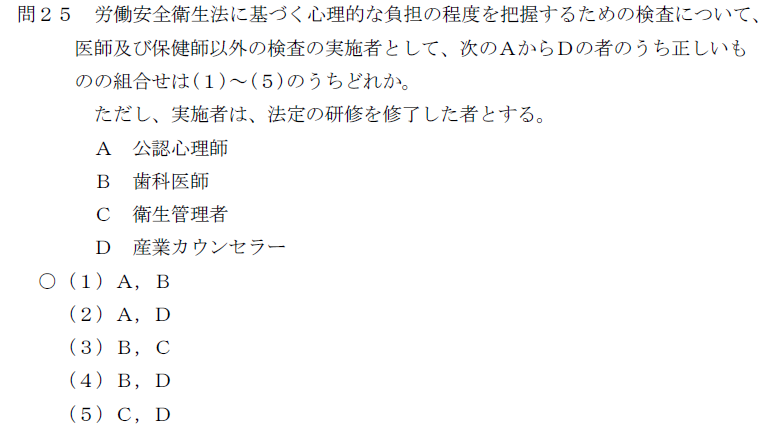 問２５　労働安全衛生法に基づく心理的な負担の程度を把握するための検査について、
医師及び保健師以外の検査の実施者として、次のＡからＤの者のうち正しいも
のの組合せは（１）～（５）のうちどれか。
ただし、実施者は、法定の研修を修了した者とする。
Ａ　公認心理師
Ｂ　歯科医師
Ｃ　衛生管理者
Ｄ　産業カウンセラー
○（１）Ａ，Ｂ
（２）Ａ，Ｄ
（３）Ｂ，Ｃ
（４）Ｂ，Ｄ
（５）Ｃ，Ｄ